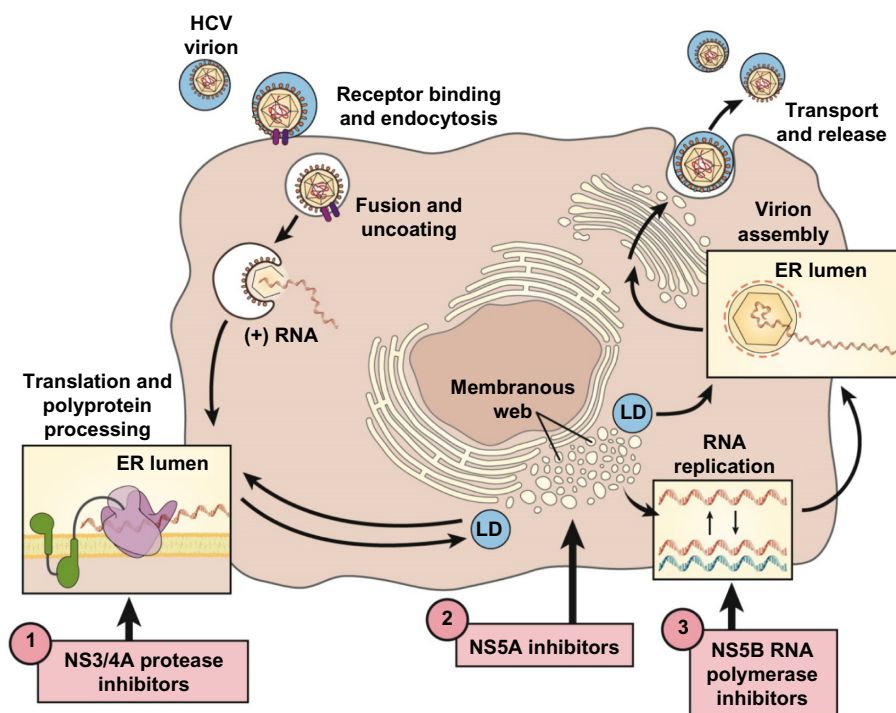 HCV
virion
Receptor binding
and endocytosis
Transport
and release
Fusion and
uncoating
(+) RNA
Virion
assembly
ER lumen
Translation and
polyprotein
processing
ER lumen
Membranous
web
LD
RNA
replication
LD
1
NS3/4A protease
inhibitors
2
NS5A inhibitors
3
NS5B RNA
polymerase
inhibitors